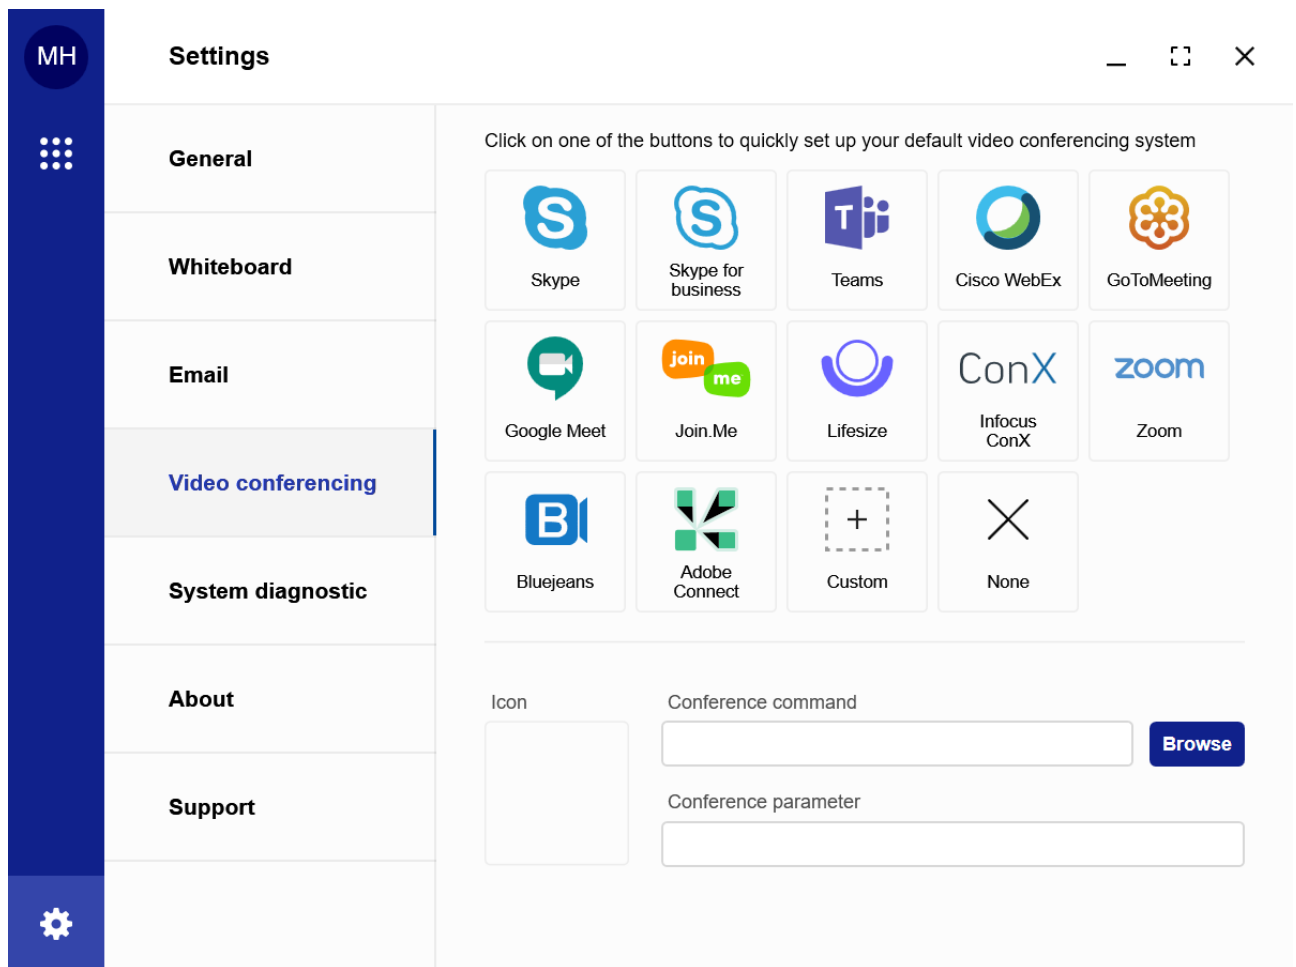 MH
Settings
General
Whiteboard
Email
Video conferencing
System diagnostic
About
Support
Click on one of the buttons to quickly set up your default video conferencing system
S
Skype
S
Skype for
business
T
Teams
Cisco WebEx
GoToMeeting
Google Meet
join
me
Join.Me
Lifesize
ConX
Infocus
ConX
zoom
Zoom
B
Bluejeans
Adobe
Connect
Custom
None
Icon
Conference command
Browse
Conference parameter